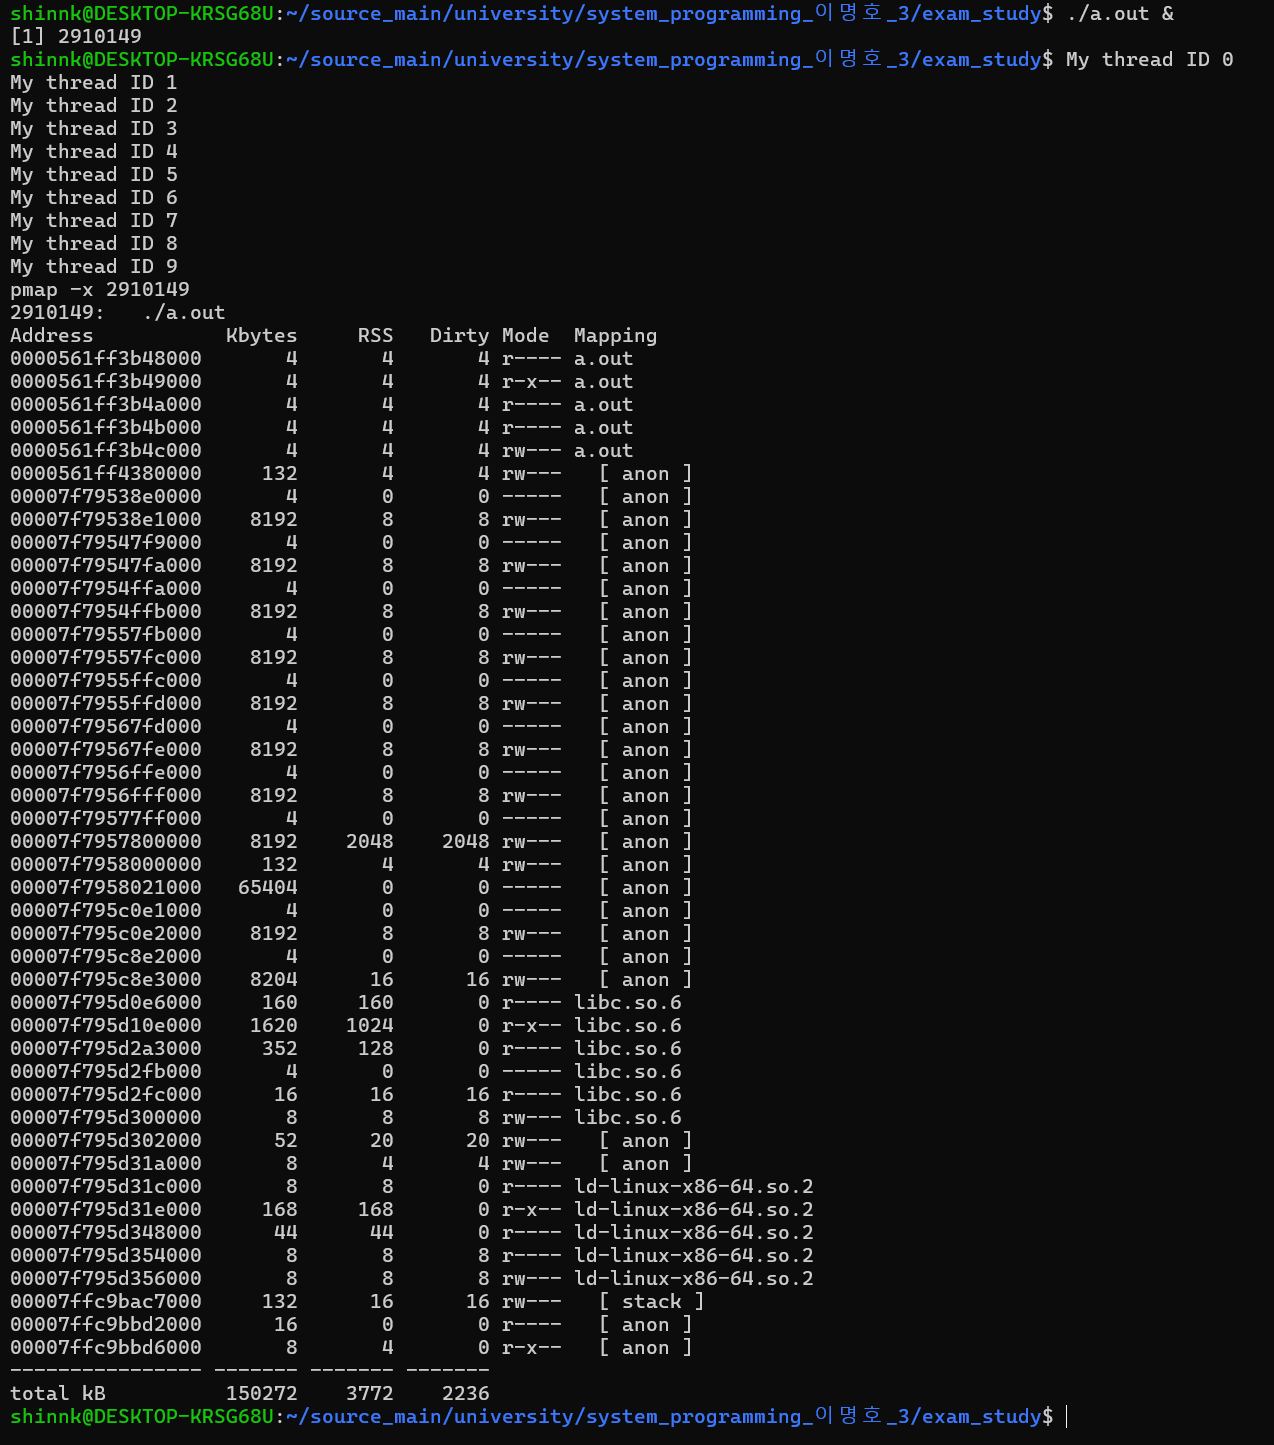 shinnk@DESKTOP-KRSG68U:~/source_main/university/system_programming_이명호_3/exam_study$ ./a.out &
[1] 2910149
shinnk@DESKTOP-KRSG68U:~/source_main/university/system_programming_이명호_3/exam_study$ My thread ID 0
My thread ID 1
My thread ID 2
My thread ID 3
My thread ID 4
My thread ID 5
My thread ID 6
My thread ID 7
My thread ID 8
My thread ID 9
pmap -x 2910149
2910149:   ./a.out
Address           Kbytes     RSS   Dirty Mode  Mapping
0000561ff3b48000       4       4       4 r---- a.out
0000561ff3b49000       4       4       4 r-x-- a.out
0000561ff3b4a000       4       4       4 r---- a.out
0000561ff3b4b000       4       4       4 r---- a.out
0000561ff3b4c000       4       4       4 rw--- a.out
0000561ff4380000     132       4       4 rw---   [ anon ]
00007f79538e0000       4       0       0 -----   [ anon ]
00007f79538e1000    8192       8       8 rw---   [ anon ]
00007f79547f9000       4       0       0 -----   [ anon ]
00007f79547fa000    8192       8       8 rw---   [ anon ]
00007f7954ffa000       4       0       0 -----   [ anon ]
00007f7954ffb000    8192       8       8 rw---   [ anon ]
00007f79557fb000       4       0       0 -----   [ anon ]
00007f79557fc000    8192       8       8 rw---   [ anon ]
00007f7955ffc000       4       0       0 -----   [ anon ]
00007f7955ffd000    8192       8       8 rw---   [ anon ]
00007f79567fd000       4       0       0 -----   [ anon ]
00007f79567fe000    8192       8       8 rw---   [ anon ]
00007f7956ffe000       4       0       0 -----   [ anon ]
00007f7956fff000    8192       8       8 rw---   [ anon ]
00007f79577ff000       4       0       0 -----   [ anon ]
00007f7957800000    8192    2048    2048 rw---   [ anon ]
00007f7958000000     132       4       4 rw---   [ anon ]
00007f7958021000   65404       0       0 -----   [ anon ]
00007f795c0e1000       4       0       0 -----   [ anon ]
00007f795c0e2000    8192       8       8 rw---   [ anon ]
00007f795c8e2000       4       0       0 -----   [ anon ]
00007f795c8e3000    8204      16      16 rw---   [ anon ]
00007f795d0e6000     160     160       0 r---- libc.so.6
00007f795d10e000    1620    1024       0 r-x-- libc.so.6
00007f795d2a3000     352     128       0 r---- libc.so.6
00007f795d2fb000       4       0       0 ----- libc.so.6
00007f795d2fc000      16      16      16 r---- libc.so.6
00007f795d300000       8       8       8 rw--- libc.so.6
00007f795d302000      52      20      20 rw---   [ anon ]
00007f795d31a000       8       4       4 rw---   [ anon ]
00007f795d31c000       8       8       0 r---- ld-linux-x86-64.so.2
00007f795d31e000     168     168       0 r-x-- ld-linux-x86-64.so.2
00007f795d348000      44      44       0 r---- ld-linux-x86-64.so.2
00007f795d354000       8       8       8 r---- ld-linux-x86-64.so.2
00007f795d356000       8       8       8 rw--- ld-linux-x86-64.so.2
00007ffc9bac7000     132      16      16 rw---   [ stack ]
00007ffc9bbd2000      16       0       0 r----   [ anon ]
00007ffc9bbd6000       8       4       0 r-x--   [ anon ]
---------------- ------- ------- -------
total kB          150272    3772    2236
shinnk@DESKTOP-KRSG68U:~/source_main/university/system_programming_이명호_3/exam_study$